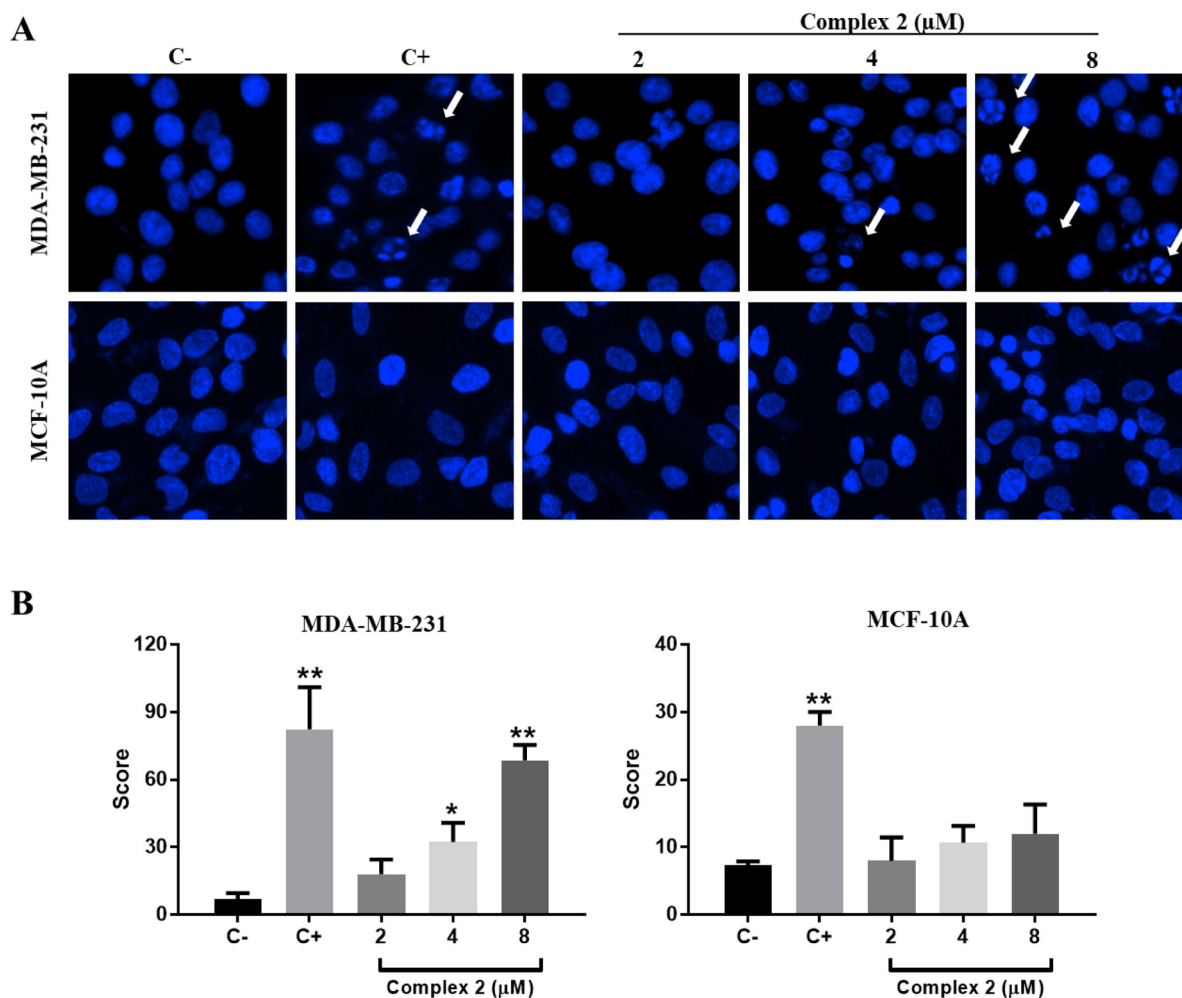 A
Complex 2 (μM)
C-
C+
2
4
8
MDA-MB-231
MCF-10A
B
MDA-MB-231
120
90
60
30
0
Score
**
*
**
C-
C+
2
4
8
Complex 2 (μM)
MCF-10A
40
30
20
10
0
Score
**
C-
C+
2
4
8
Complex 2 (μM)